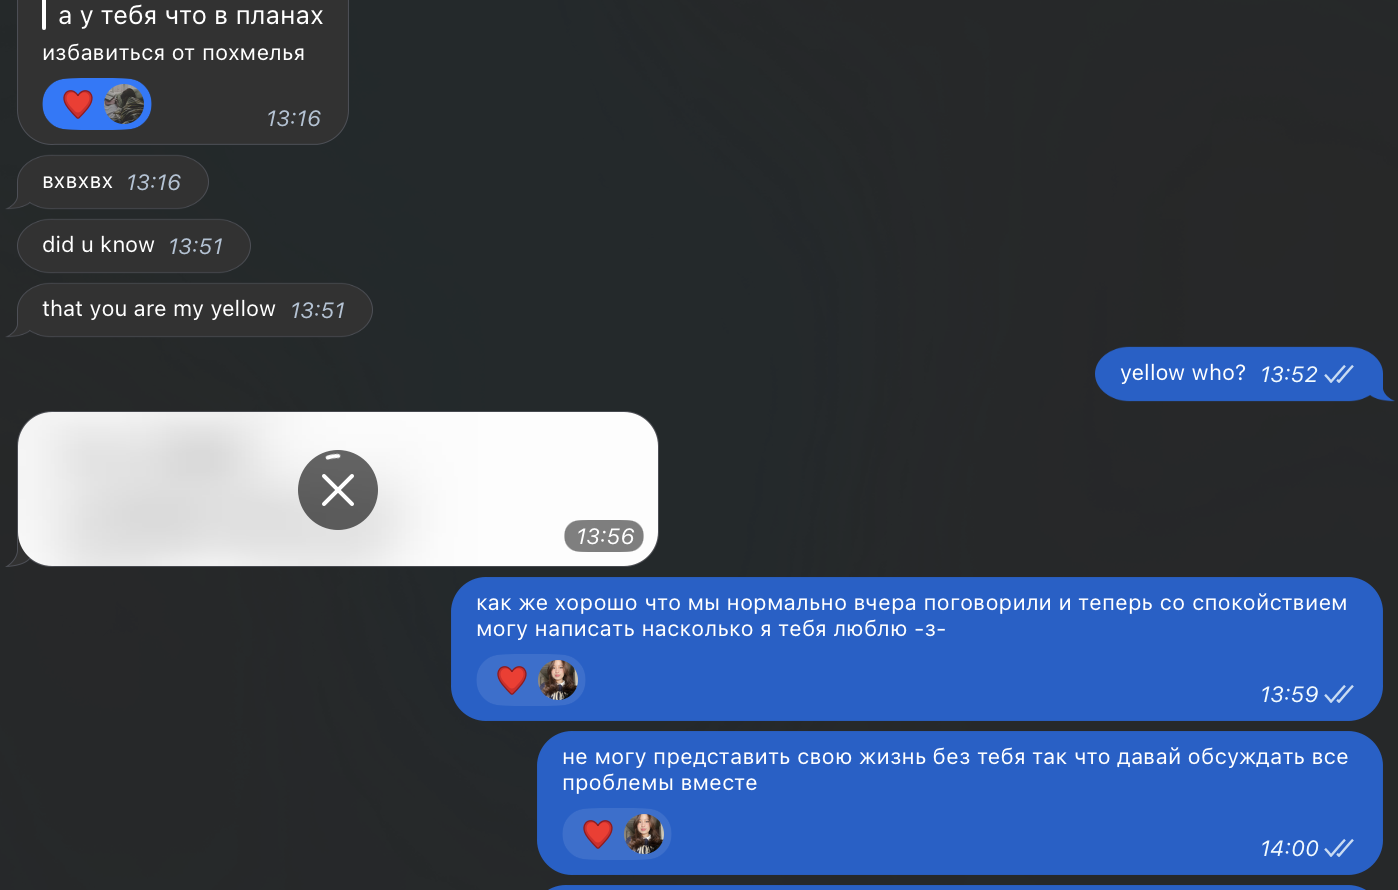 а у тебя что в планах
избавиться от похмелья
13:16
вхвхвх 13:16
did u know 13:51
that you are my yellow 13:51
yellow who? 13:52
13:56
как же хорошо что мы нормально вчера поговорили и теперь со спокойствием
могу написать насколько я тебя люблю -з-
13:59
не могу представить свою жизнь без тебя так что давай обсуждать все
проблемы вместе
14:00